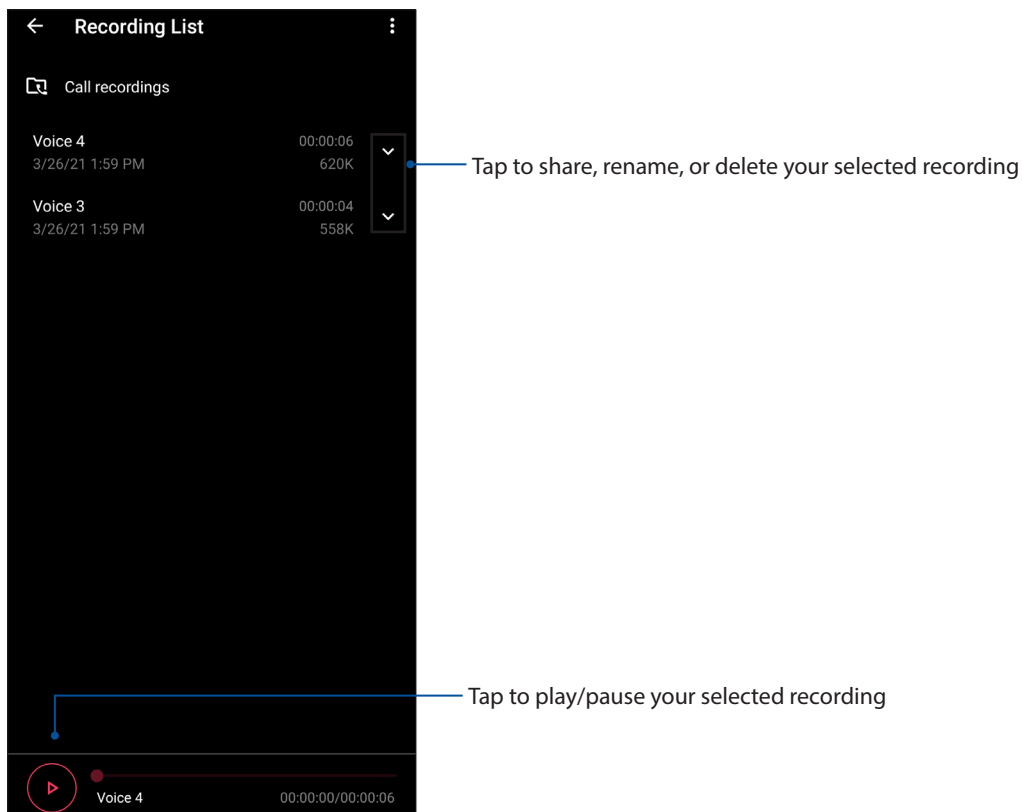 Recording List
Call recordings
Voice 4 00:00:06
3/26/21 1:59 PM 620K
Tap to share, rename, or delete your selected recording
Voice 3 00:00:04
3/26/21 1:59 PM 558K
Tap to play/pause your selected recording
Voice 4 00:00:00/00:00:06